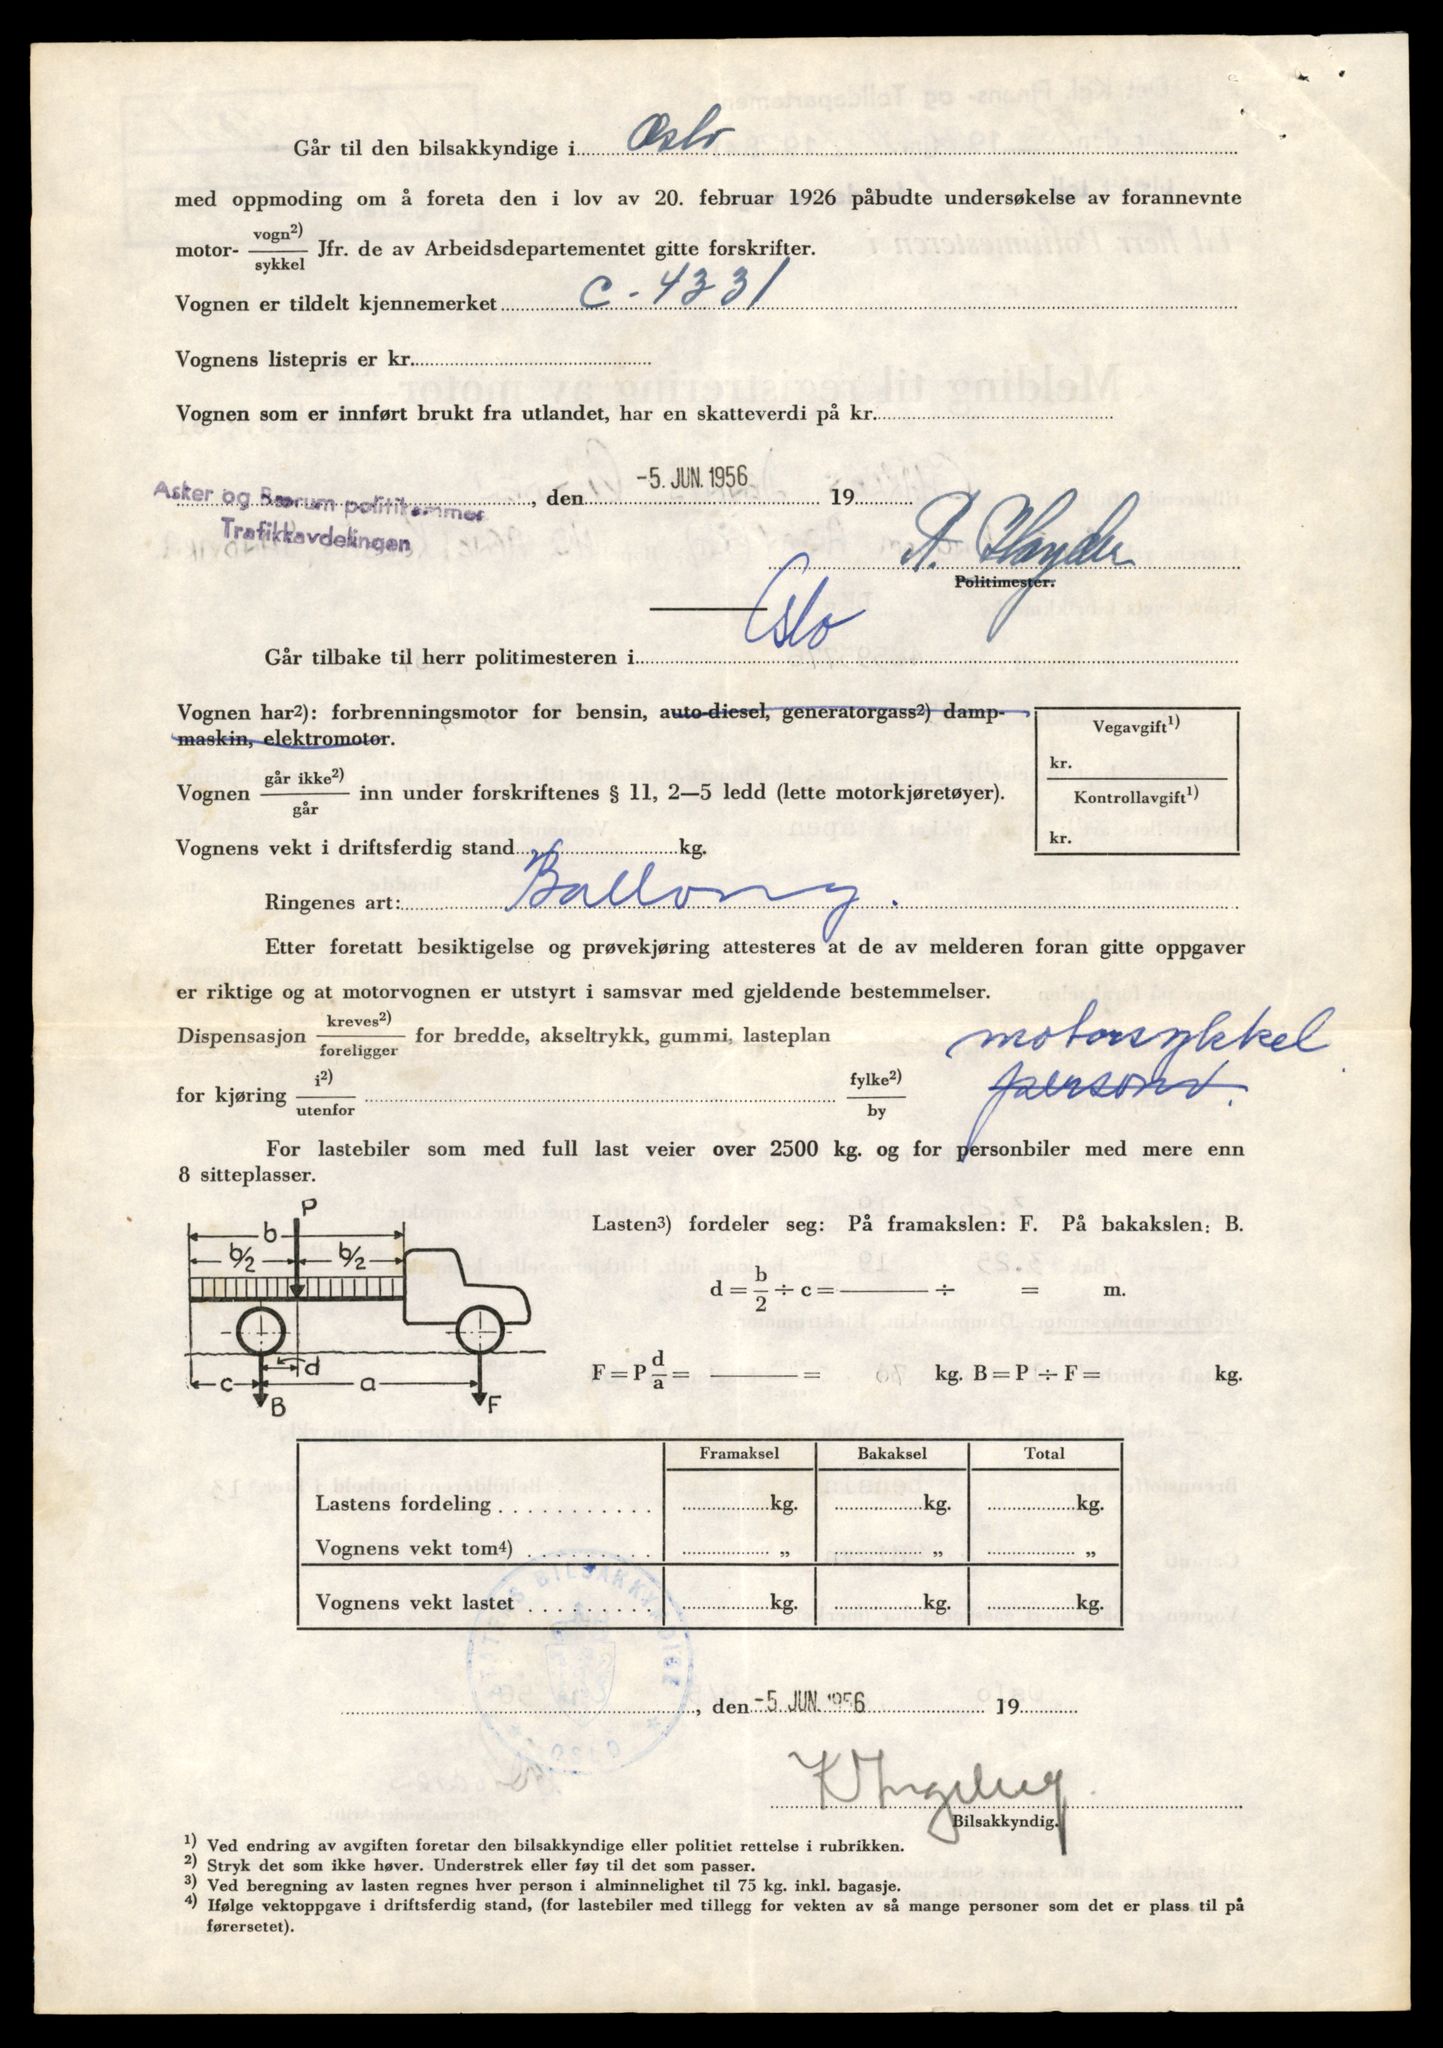 Går til den bilsakkyndige i Oslo
med oppmoding om å foreta den i lov av 20. februar 1926 påbudte undersøkelse av forannevnte
motor- vogn²)/sykkel Jfr. de av Arbeidsdepartementet gitte forskrifter.
Vognen er tildelt kjennemerket C - 4331
Vognens listepris er kr.
Vognen som er innført brukt fra utlandet, har en skatteverdi på kr.
Asker og Bærum politikammer
Trafikkavdelingen
, den -5. JUN. 1956 19
Politimester.
Går tilbake til herr politimesteren i Oslo
Vognen har²): forbrenningsmotor for bensin, auto-diesel, generatorgass²) damp-
maskin, elektromotor.
Vegavgift¹)
kr.
Vognen går ikke²)/går inn under forskriftenes § 11, 2—5 ledd (lette motorkjøretøyer).
Kontrollavgift¹)
kr.
Vognens vekt i driftsferdig stand kg.
Ringenes art: Ballong.
Etter foretatt besiktigelse og prøvekjøring attesteres at de av melderen foran gitte oppgaver
er riktige og at motorvognen er utstyrt i samsvar med gjeldende bestemmelser.
Dispensasjon kreves²)/foreligger for bredde, akseltrykk, gummi, lasteplan
motorsykkel
for kjøring i²)/utenfor fylke²)/by
For lastebiler som med full last veier over 2500 kg. og for personbiler med mere enn
8 sitteplasser.
P
b
b/2 b/2
d
c a
B F
Lasten³) fordeler seg: På framakslen: F. På bakakslen: B.
d = b/2 ÷ c = ——— ÷ = m.
F = P d/a = ——— = kg. B = P ÷ F = kg.
Framaksel Bakaksel Total
Lastens fordeling kg. kg. kg.
Vognens vekt tom⁴) „ „ „
Vognens vekt lastet kg. kg. kg.
STATENS BILSAKKYNDIGE
OSLO
, den -5 JUN. 1956 19
Bilsakkyndig.
¹) Ved endring av avgiften foretar den bilsakkyndige eller politiet rettelse i rubrikken.
²) Stryk det som ikke høver. Understrek eller føy til det som passer.
³) Ved beregning av lasten regnes hver person i alminnelighet til 75 kg. inkl. bagasje.
⁴) Ifølge vektoppgave i driftsferdig stand, (for lastebiler med tillegg for vekten av så mange personer som det er plass til på
førersetet).